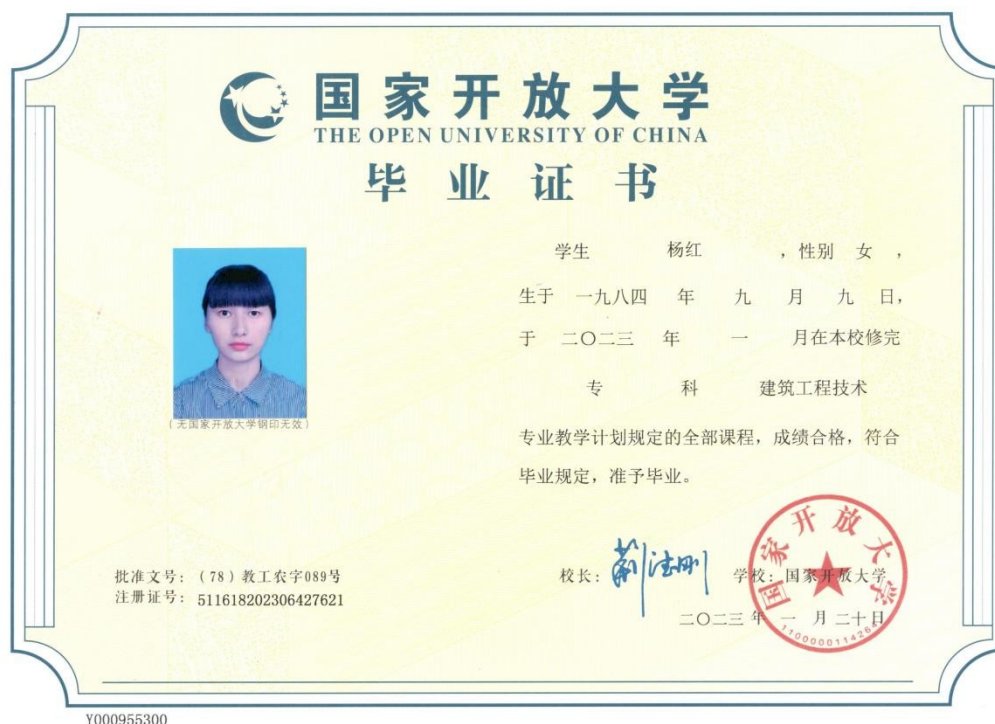 国家开放大学
THE OPEN UNIVERSITY OF CHINA
毕业证书
学生 杨红 ,性别 女 ,
生于 一九八四 年 九 月 九 日,
于 二〇二三 年 一 月在本校修完
专 科 建筑工程技术
专业教学计划规定的全部课程，成绩合格，符合
毕业规定，准予毕业。
(无国家开放大学钢印无效)
批准文号：(78)教工农字089号
注册证号：511618202306427621
校长：荆德刚 学校：国家开放大学
二〇二三 年 一 月 二十 日
国家开放大学
Y000955300